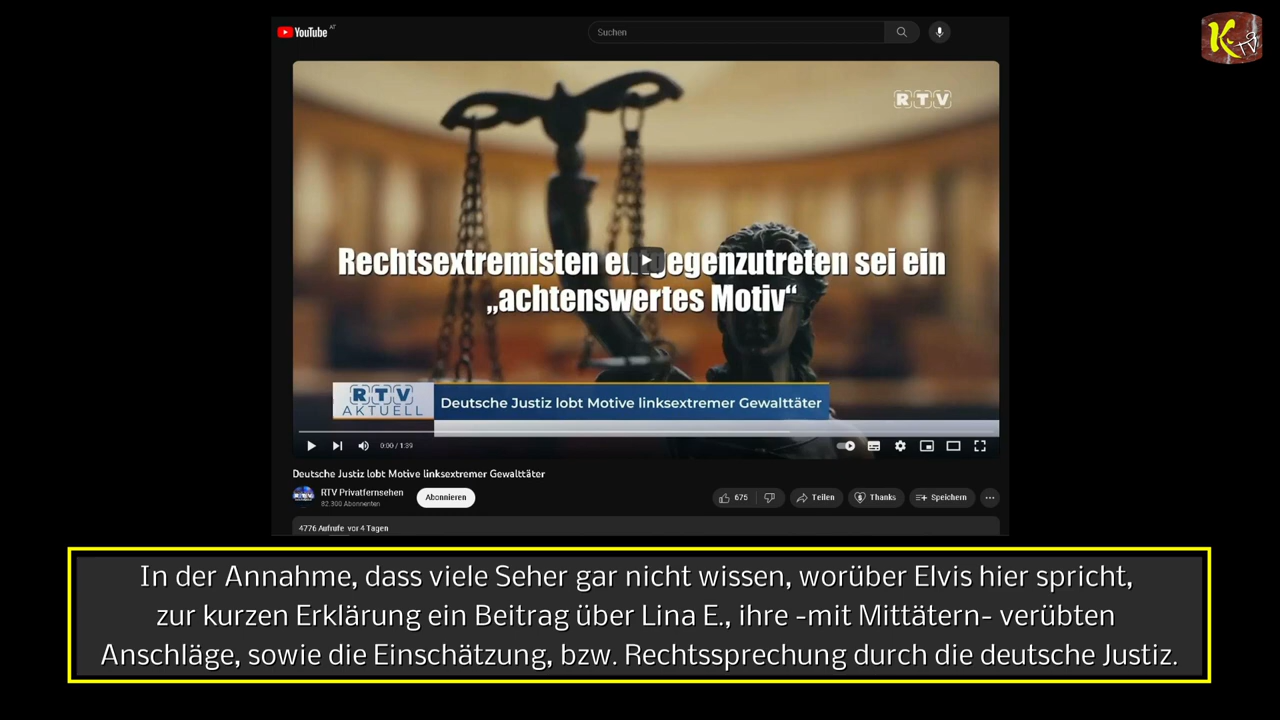 YouTube AT
Suchen
K TV
RTV
Rechtsextremisten entgegenzutreten sei ein
„achtenswertes Motiv“
RTV
AKTUELL
Deutsche Justiz lobt Motive linksextremer Gewalttäter
0:00 / 1:39
Deutsche Justiz lobt Motive linksextremer Gewalttäter
RTV Privatfernsehen
82.300 Abonnenten
Abonnieren
675
Teilen
Thanks
Speichern
4776 Aufrufe vor 4 Tagen
In der Annahme, dass viele Seher gar nicht wissen, worüber Elvis hier spricht,
zur kurzen Erklärung ein Beitrag über Lina E., ihre -mit Mittätern- verübten
Anschläge, sowie die Einschätzung, bzw. Rechtssprechung durch die deutsche Justiz.